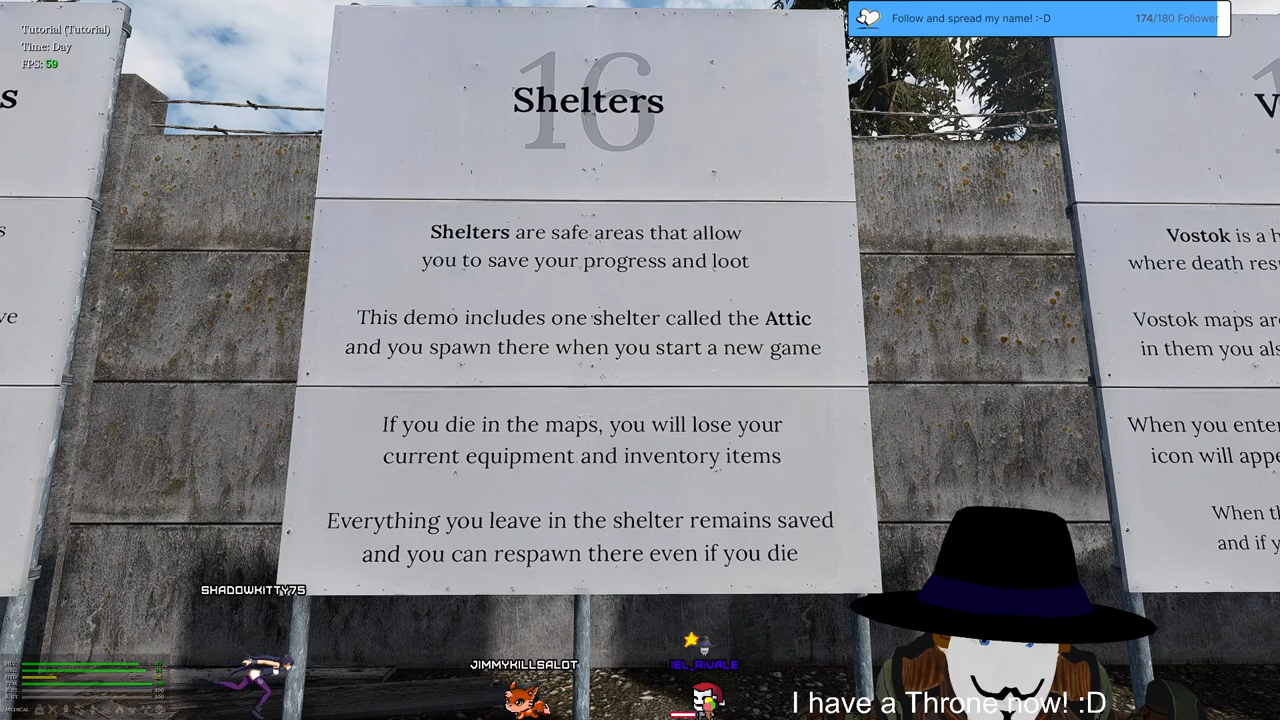 Tutorial (Tutorial)
Time: Day
FPS: 59
Follow and spread my name! :-D
174/180 Follower
16
Shelters
Shelters are safe areas that allow
you to save your progress and loot
This demo includes one shelter called the Attic
and you spawn there when you start a new game
If you die in the maps, you will lose your
current equipment and inventory items
Everything you leave in the shelter remains saved
and you can respawn there even if you die
s
s
ve
V
Vostok is a h
where death res
Vostok maps ar
in them you als
When you enter
icon will appe
When th
and if y
SHADOWKITTY75
JIMMYKILLSALOT
IEL_RIVALE
MEDICAL
I have a Throne now! :D